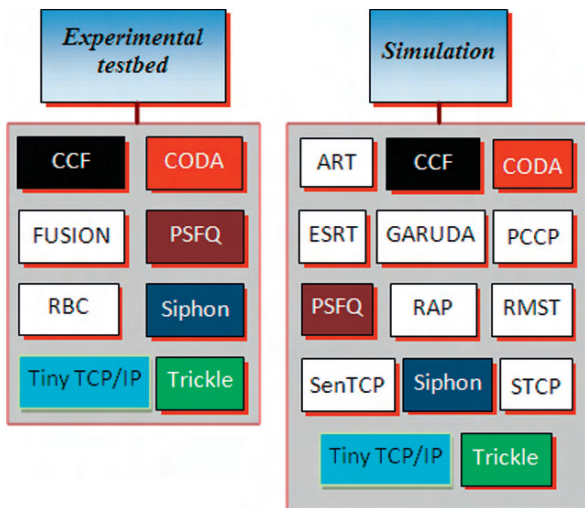 Experimental
testbed
CCF CODA
FUSION PSFQ
RBC Siphon
Tiny TCP/IP Trickle
Simulation
ART CCF CODA
ESRT GARUDA PCCP
PSFQ RAP RMST
SenTCP Siphon STCP
Tiny TCP/IP Trickle